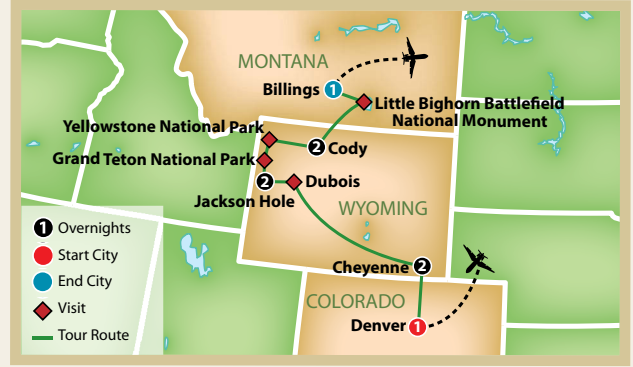 MONTANA
Billings 1
Little Bighorn Battlefield
National Monument
Yellowstone National Park
2 Cody
Grand Teton National Park
2
Dubois
Jackson Hole
WYOMING
Cheyenne 2
COLORADO
Denver 1
1 Overnights
Start City
End City
Visit
Tour Route